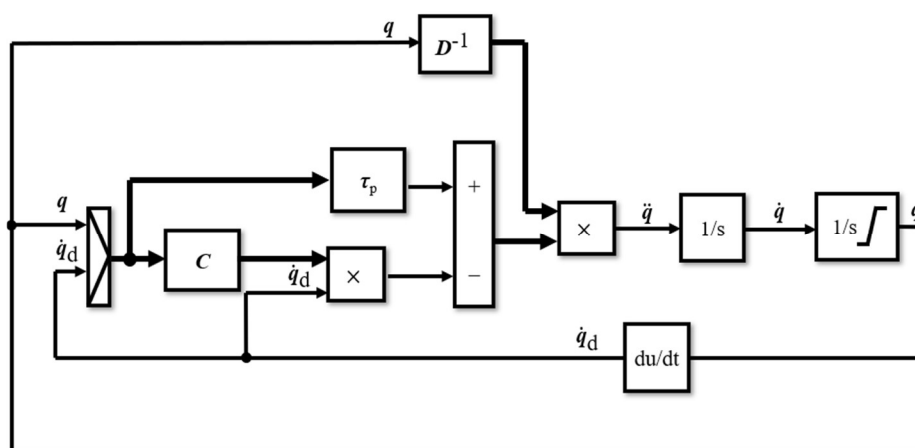 q
D⁻¹
τp
+
q
q̇d
C
q̇d
×
−
×
q̈
1/s
q̇
1/s
q
q̇d
du/dt